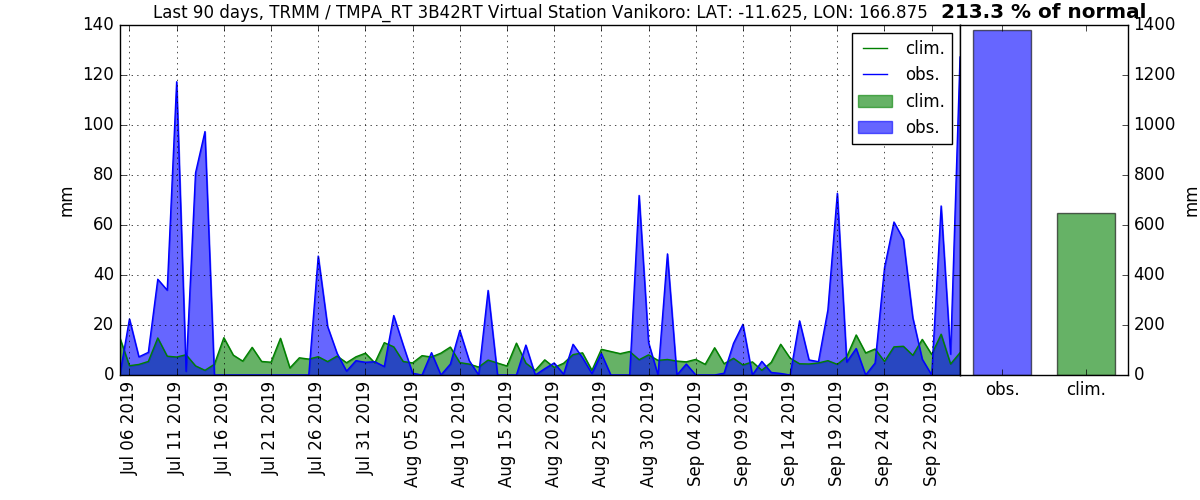 Last 90 days, TRMM / TMPA_RT 3B42RT Virtual Station Vanikoro: LAT: -11.625, LON: 166.875 213.3 % of normal
140
120
100
80
60
40
20
0
mm
clim.
obs.
clim.
obs.
1400
1200
1000
800
600
400
200
0
mm
Jul 06 2019
Jul 11 2019
Jul 16 2019
Jul 21 2019
Jul 26 2019
Jul 31 2019
Aug 05 2019
Aug 10 2019
Aug 15 2019
Aug 20 2019
Aug 25 2019
Aug 30 2019
Sep 04 2019
Sep 09 2019
Sep 14 2019
Sep 19 2019
Sep 24 2019
Sep 29 2019
obs.
clim.